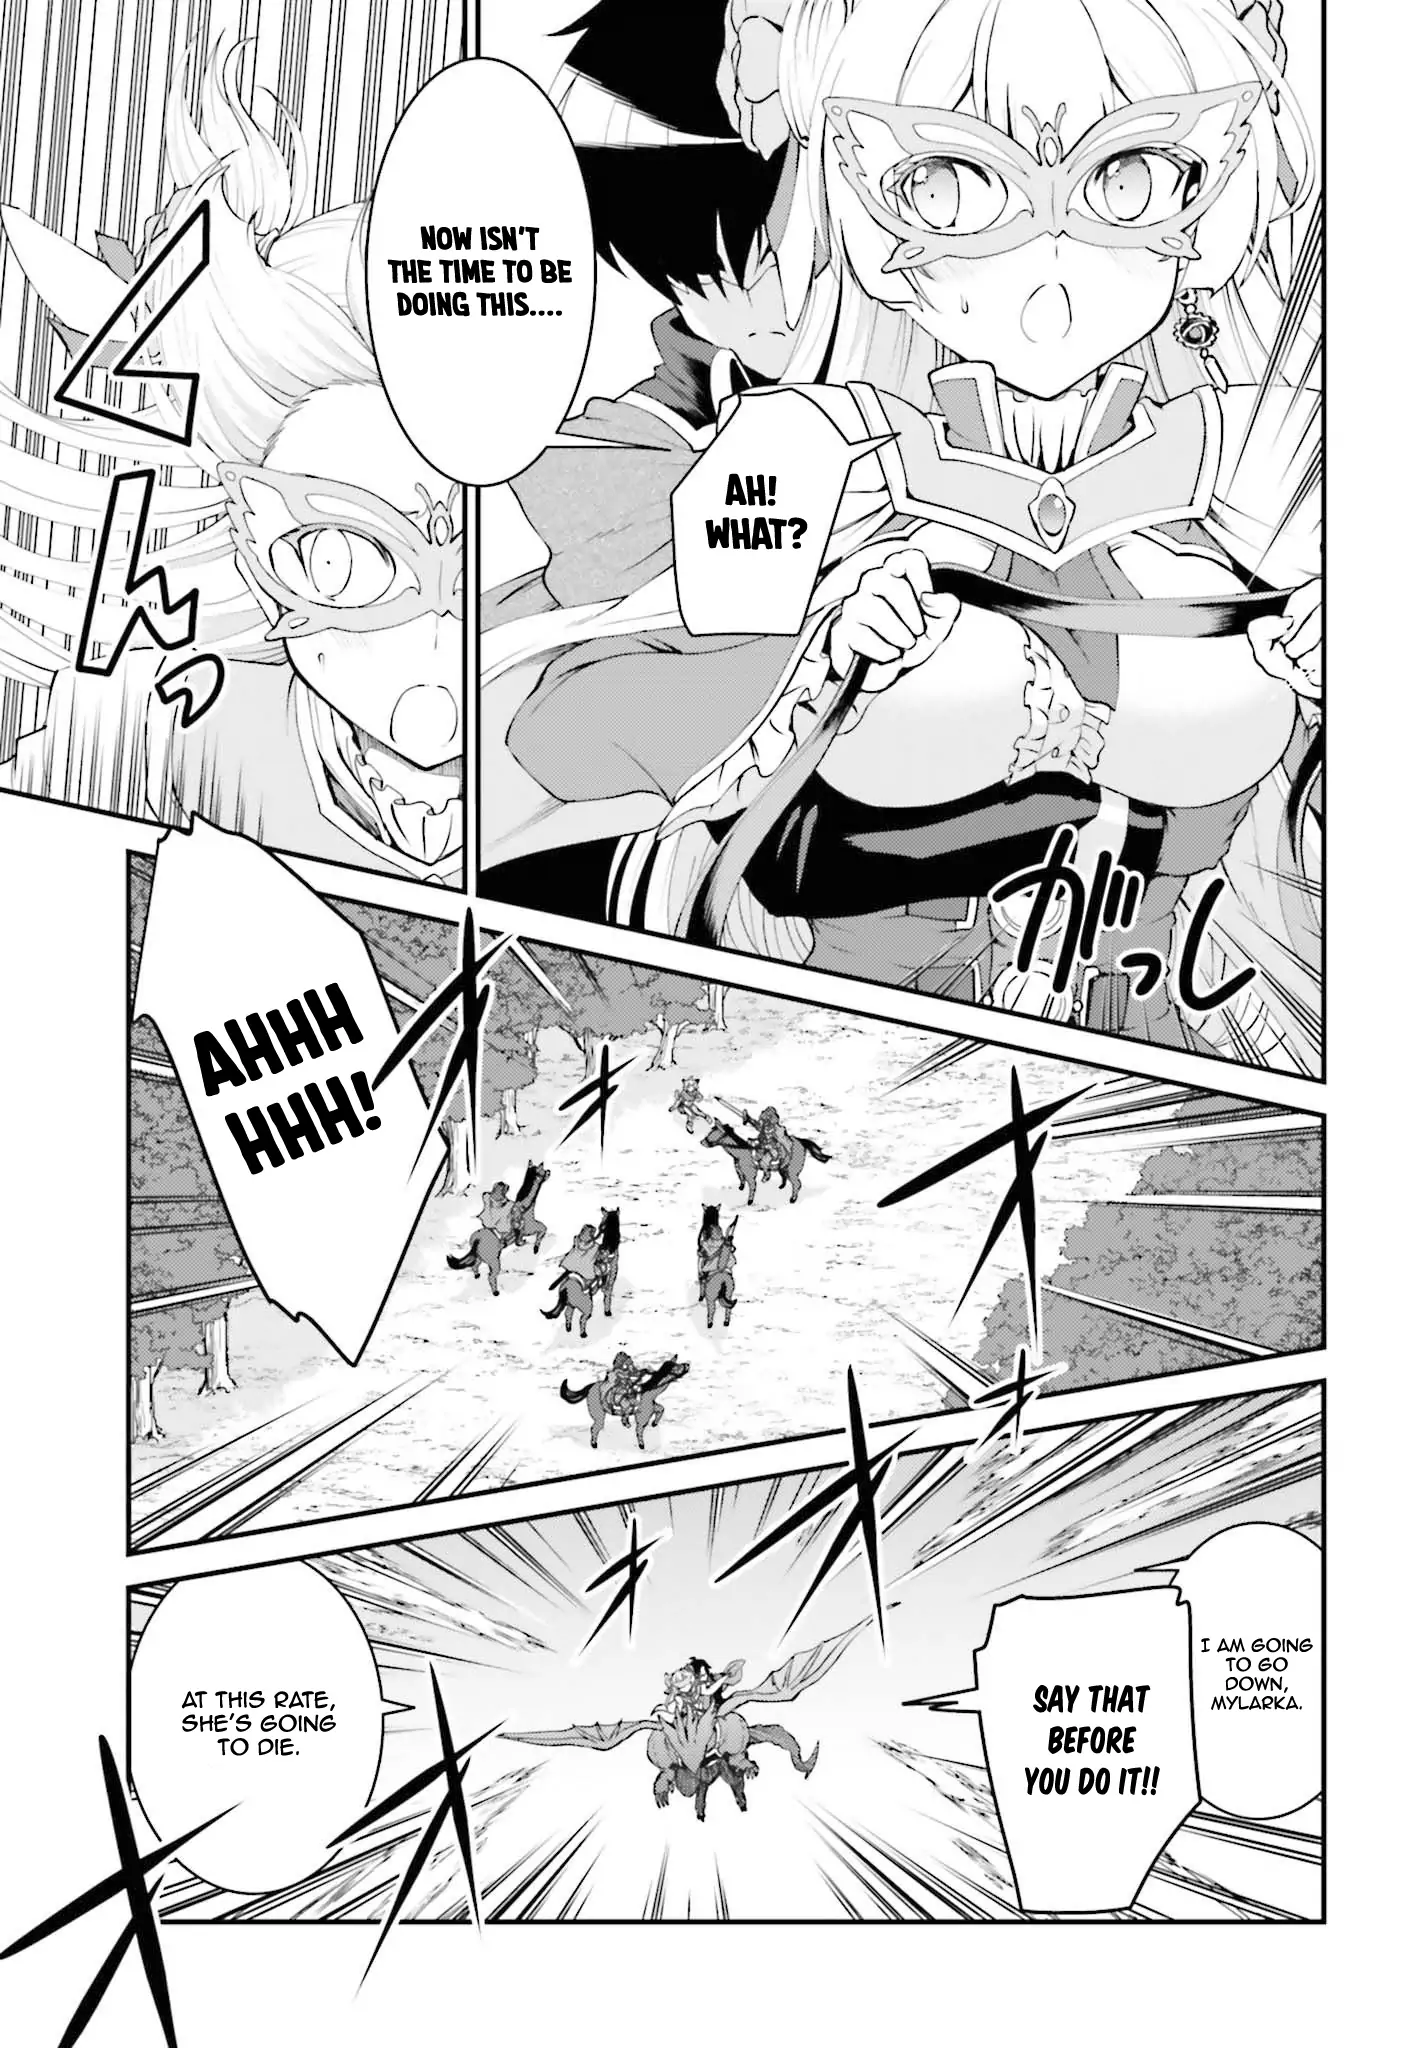 AH!
WHAT?
がっし
NOW ISN'T
THE TIME TO BE
DOING THIS....
ぐんっ
AHHH
HHH!
I AM GOING
TO GO
DOWN,
MYLARKA.
SAY THAT
BEFORE
YOU DO IT!!
AT THIS RATE,
SHE'S GOING
TO DIE.